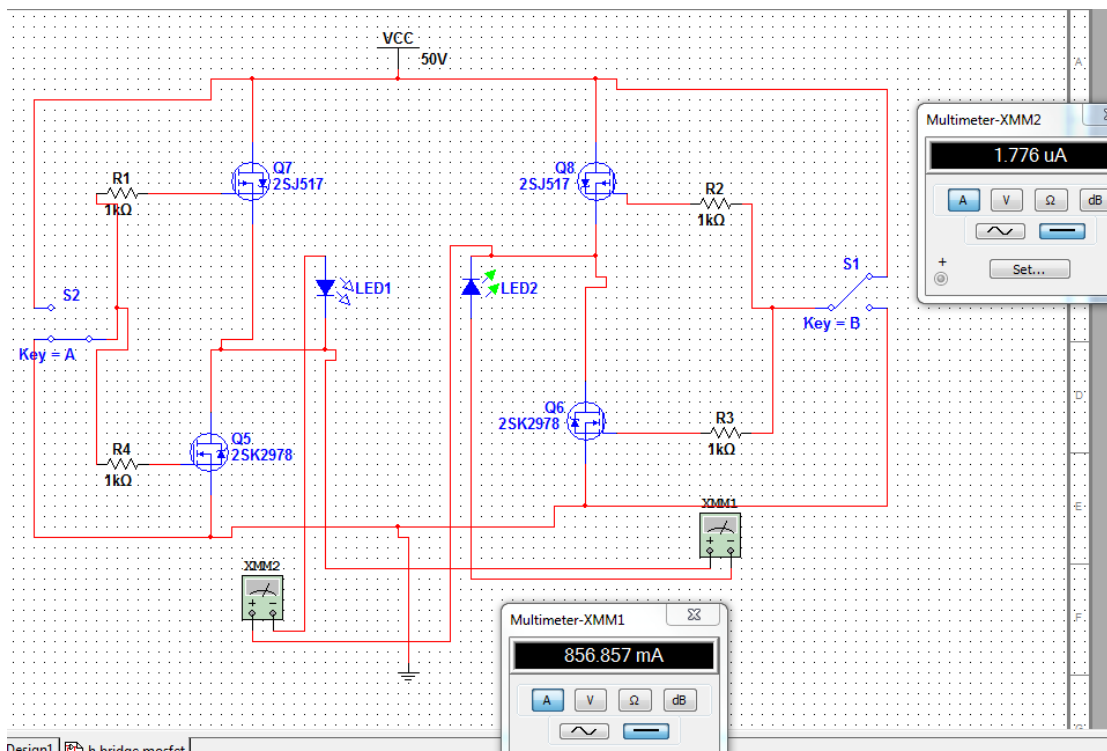 VCC
50V
A
Multimeter-XMM2
1.776 uA
A V Ω dB
+
Set...
Q7
2SJ517
Q8
2SJ517
R1
1kΩ
R2
1kΩ
S2
Key = A
LED1
LED2
S1
Key = B
D
Q5
2SK2978
Q6
2SK2978
R4
1kΩ
R3
1kΩ
E
XMM1
+ −
XMM2
+ −
F
Multimeter-XMM1
856.857 mA
A V Ω dB
G
Design1 h bridge mosfet